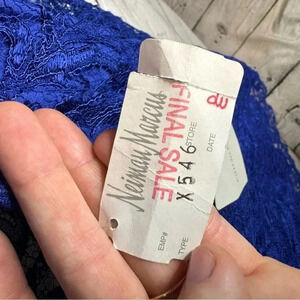 Neiman Marcus
FINAL SALE
X546
STORE
DATE
EMP#
TYPE